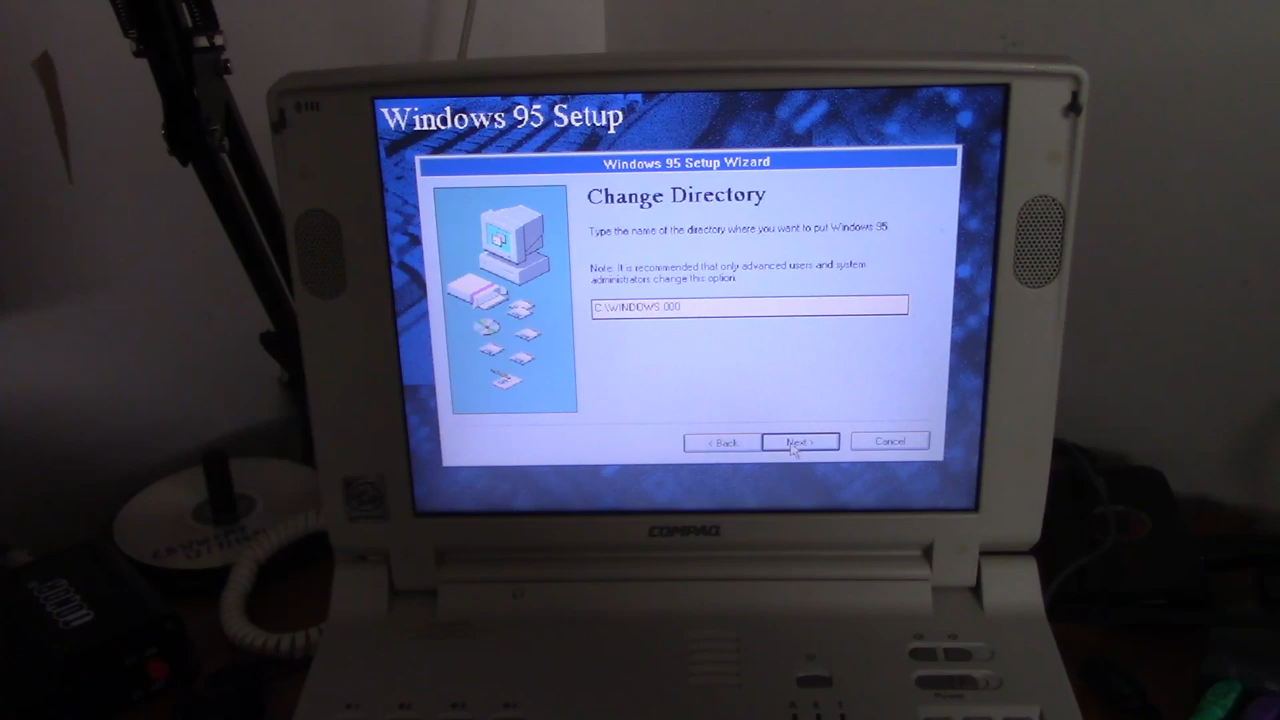 Windows 95 Setup
Windows 95 Setup Wizard
Change Directory
Type the name of the directory where you want to put Windows 95.
Note: It is recommended that only advanced users and system
administrators change this option.
C:\WINDOWS.000
< Back
Next >
Cancel
COMPAQ
Power